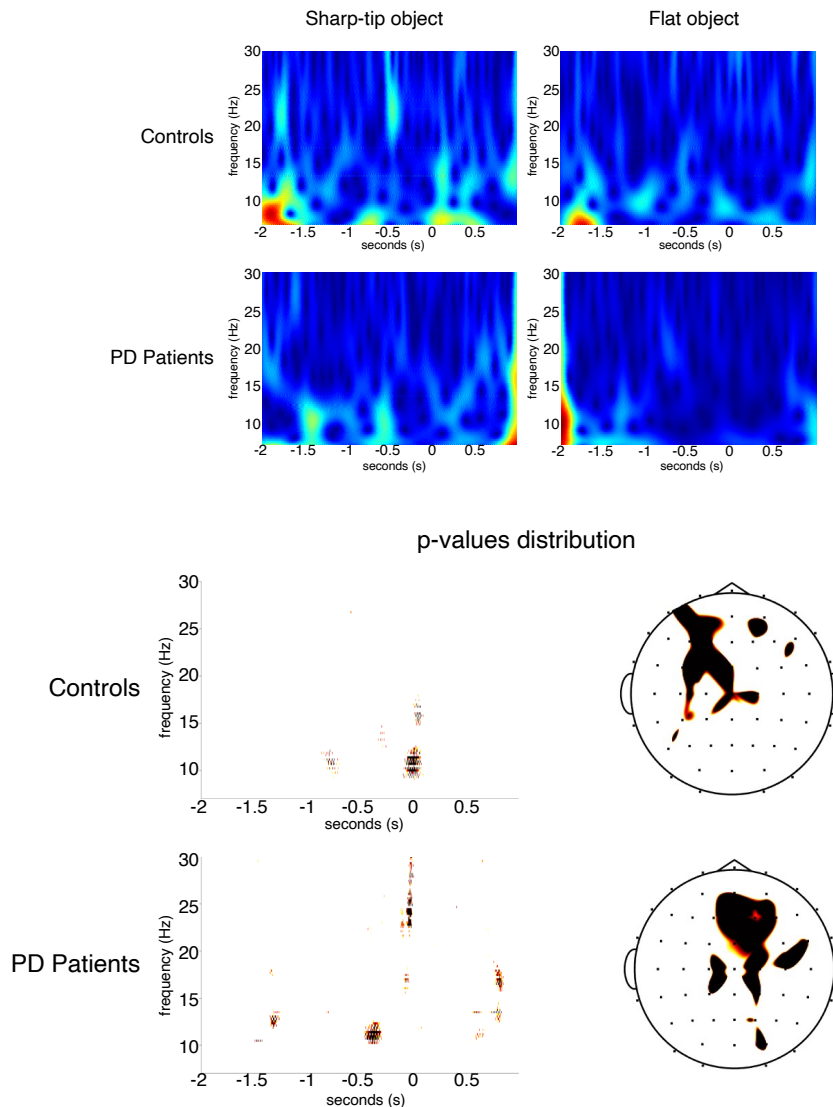 Sharp-tip object Flat object
30 30
25 25
20 20
Controls
frequency (Hz) frequency (Hz)
15 15
10 10
-2 -1.5 -1 -0.5 0 0.5 -2 -1.5 -1 -0.5 0 0.5
seconds (s) seconds (s)
30 30
25 25
20 20
PD Patients
frequency (Hz) frequency (Hz)
15 15
10 10
-2 -1.5 -1 -0.5 0 0.5 -2 -1.5 -1 -0.5 0 0.5
seconds (s) seconds (s)
p-values distribution
30
25
20
Controls
frequency (Hz)
15
10
-2 -1.5 -1 -0.5 0 0.5
seconds (s)
30
25
20
PD Patients
frequency (Hz)
15
10
-2 -1.5 -1 -0.5 0 0.5
seconds (s)